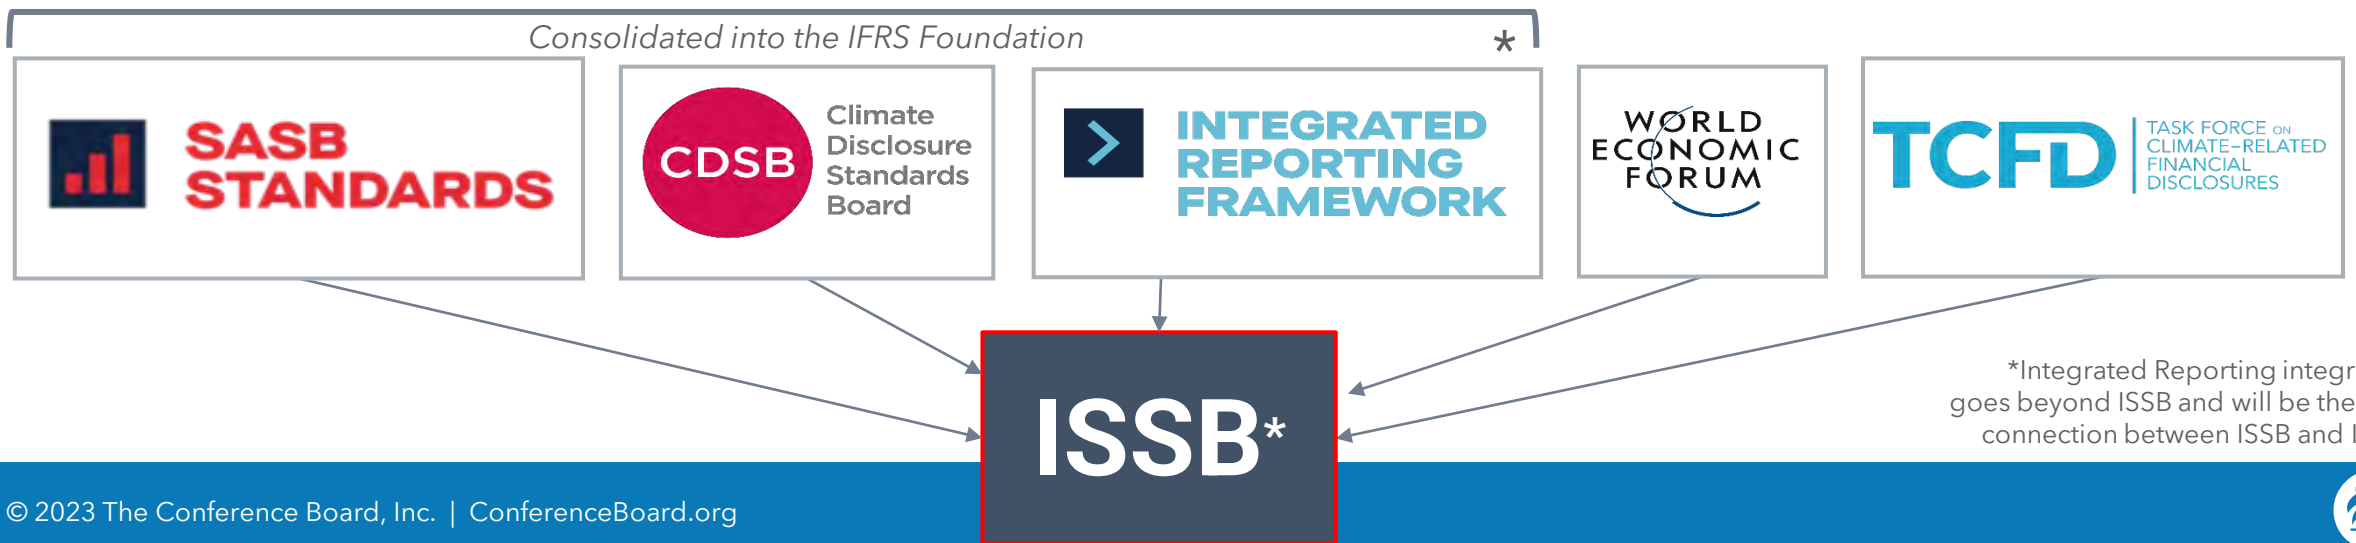 Consolidated into the IFRS Foundation
*
SASB
STANDARDS
CDSB
Climate
Disclosure
Standards
Board
INTEGRATED
REPORTING
FRAMEWORK
WORLD
ECONOMIC
FORUM
TCFD
TASK FORCE ON
CLIMATE-RELATED
FINANCIAL
DISCLOSURES
ISSB*
*Integrated Reporting
goes beyond ISSB and will be the
connection between ISSB and
© 2023 The Conference Board, Inc. | ConferenceBoard.org